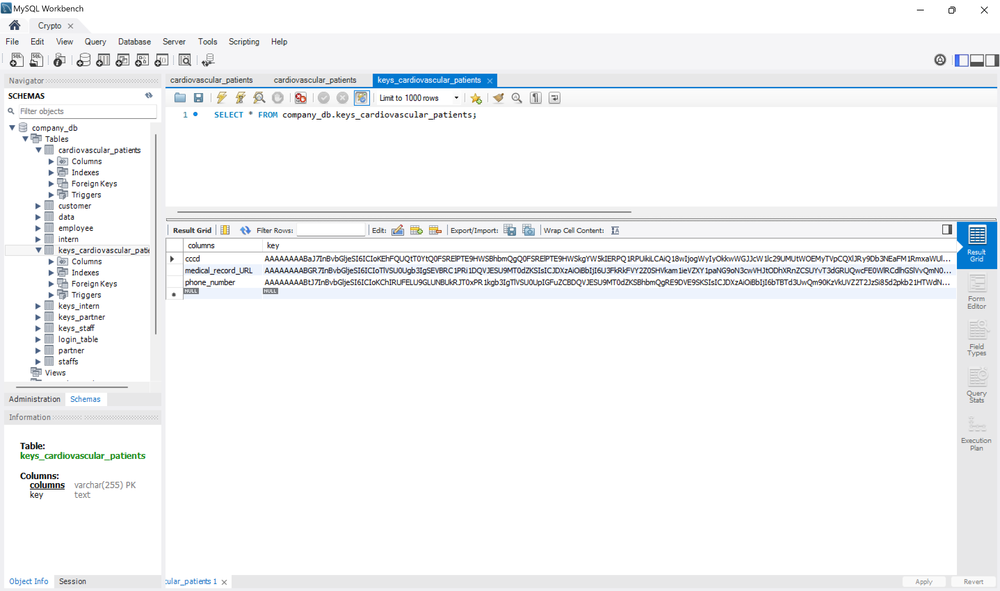 MySQL Workbench
Crypto
File Edit View Query Database Server Tools Scripting Help
Navigator
SCHEMAS
Filter objects
company_db
Tables
cardiovascular_patients
Columns
Indexes
Foreign Keys
Triggers
customer
data
employee
intern
keys_cardiovascular_patie
Columns
Indexes
Foreign Keys
Triggers
keys_intern
keys_partner
keys_staff
login_table
partner
staffs
Views
Administration Schemas
Information
Table:
keys_cardiovascular_patients
Columns:
columns varchar(255) PK
key text
Object Info Session
cardiovascular_patients cardiovascular_patients keys_cardiovascular_patients
Limit to 1000 rows
1 SELECT * FROM company_db.keys_cardiovascular_patients;
Result Grid Filter Rows: Edit: Export/Import: Wrap Cell Content:
columns key
cccd
medical_record_URL
phone_number
NULL NULL
Result
Grid
Form
Editor
Field
Types
Query
Stats
Execution
Plan
cular_patients 1
Apply Revert